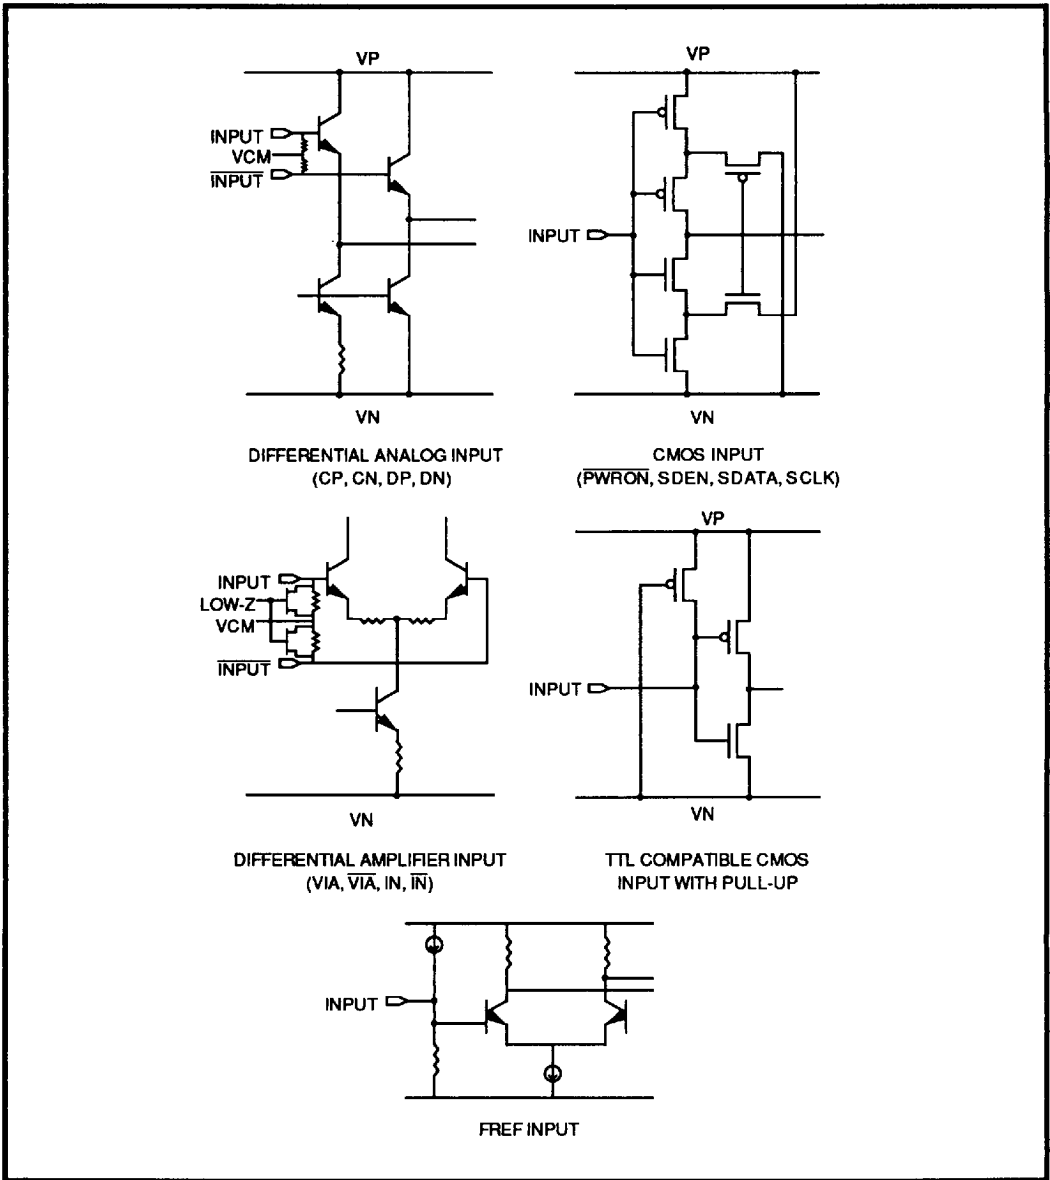 VP
INPUT
VCM
INPUT
VN
DIFFERENTIAL ANALOG INPUT
(CP, CN, DP, DN)
VP
INPUT
VN
CMOS INPUT
(PWRON, SDEN, SDATA, SCLK)
INPUT
LOW-Z
VCM
INPUT
VN
DIFFERENTIAL AMPLIFIER INPUT
(VIA, VIA, IN, IN)
VP
INPUT
VN
TTL COMPATIBLE CMOS
INPUT WITH PULL-UP
INPUT
FREF INPUT